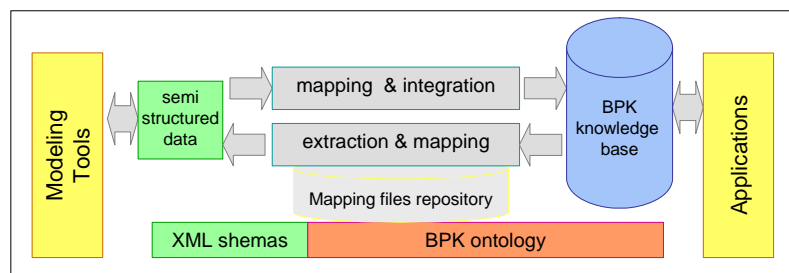 Modeling
Tools
semi
structured
data
mapping & integration
extraction & mapping
Mapping files repository
BPK
knowledge
base
Applications
XML shemas
BPK ontology